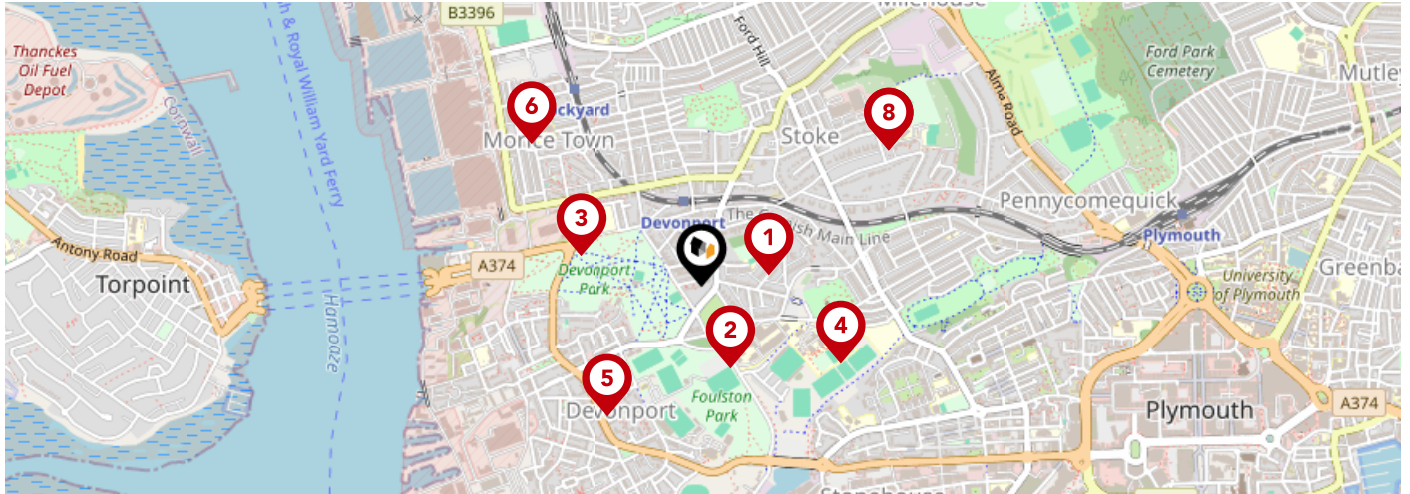 B3396
Milehouse
Thanckes
Oil Fuel
Depot
h & Royal William Yard Ferry
Ford Hill
Ford Park
Cemetery
Mutley
Alma Road
Cornwall
6
ckyard
8
Morice Town
Stoke
Pennycomequick
3
Devonport
The Cornish Main Line
1
Plymouth
Antony Road
A374
Devonport
Park
Torpoint
University
of Plymouth
Greenba
Hamoaze
2
4
5
Foulston
Park
Devonport
Plymouth
A374
Stonehouse